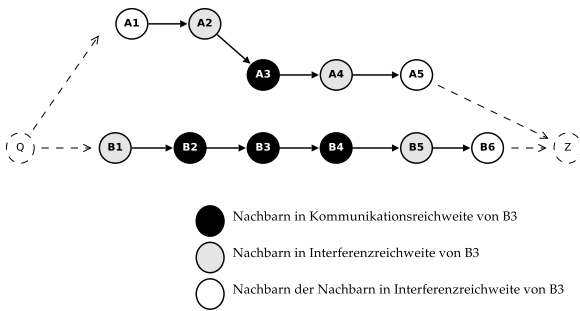 A1 A2
A3 A4 A5
Q B1 B2 B3 B4 B5 B6 Z
Nachbarn in Kommunikationsreichweite von B3
Nachbarn in Interferenzreichweite von B3
Nachbarn der Nachbarn in Interferenzreichweite von B3